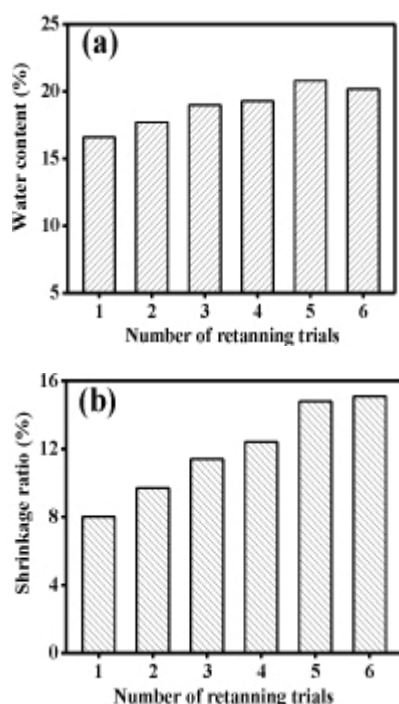 (a)
Water content (%)
25
20
15
10
5
1 2 3 4 5 6
Number of retanning trials
(b)
Shrinkage ratio (%)
16
12
8
4
0
1 2 3 4 5 6
Number of retanning trials